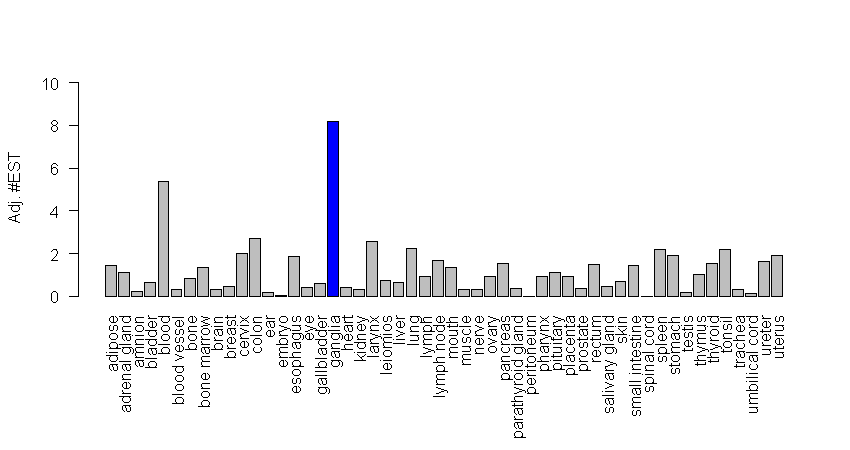 10
8
6
4
2
0
Adj. #EST
adipose
adrenal gland
amnion
bladder
blood
blood vessel
bone
bone marrow
brain
breast
cervix
colon
ear
embryo
esophagus
eye
gallbladder
ganglia
heart
kidney
larynx
leiomios
liver
lung
lymph
lymph node
mouth
muscle
nerve
ovary
pancreas
parathyroid gland
peritoneum
pharynx
pituitary
placenta
prostate
rectum
salivary gland
skin
small intestine
spinal cord
spleen
stomach
testis
thymus
thyroid
tonsil
trachea
umbilical cord
ureter
uterus